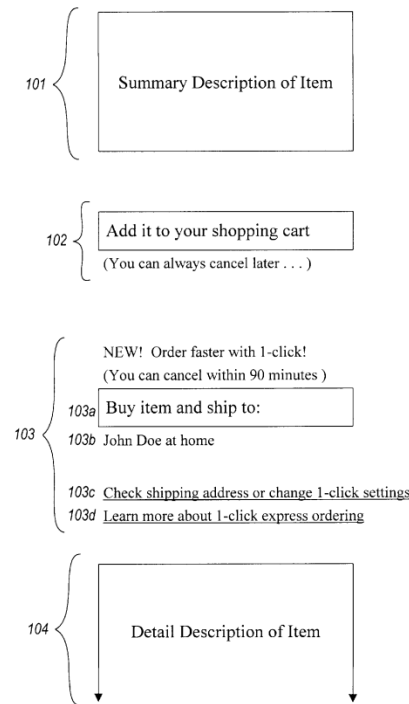 101
Summary Description of Item
102
Add it to your shopping cart
(You can always cancel later . . . )
103
NEW! Order faster with 1-click!
(You can cancel within 90 minutes )
103a Buy item and ship to:
103b John Doe at home
103c Check shipping address or change 1-click settings
103d Learn more about 1-click express ordering
104
Detail Description of Item